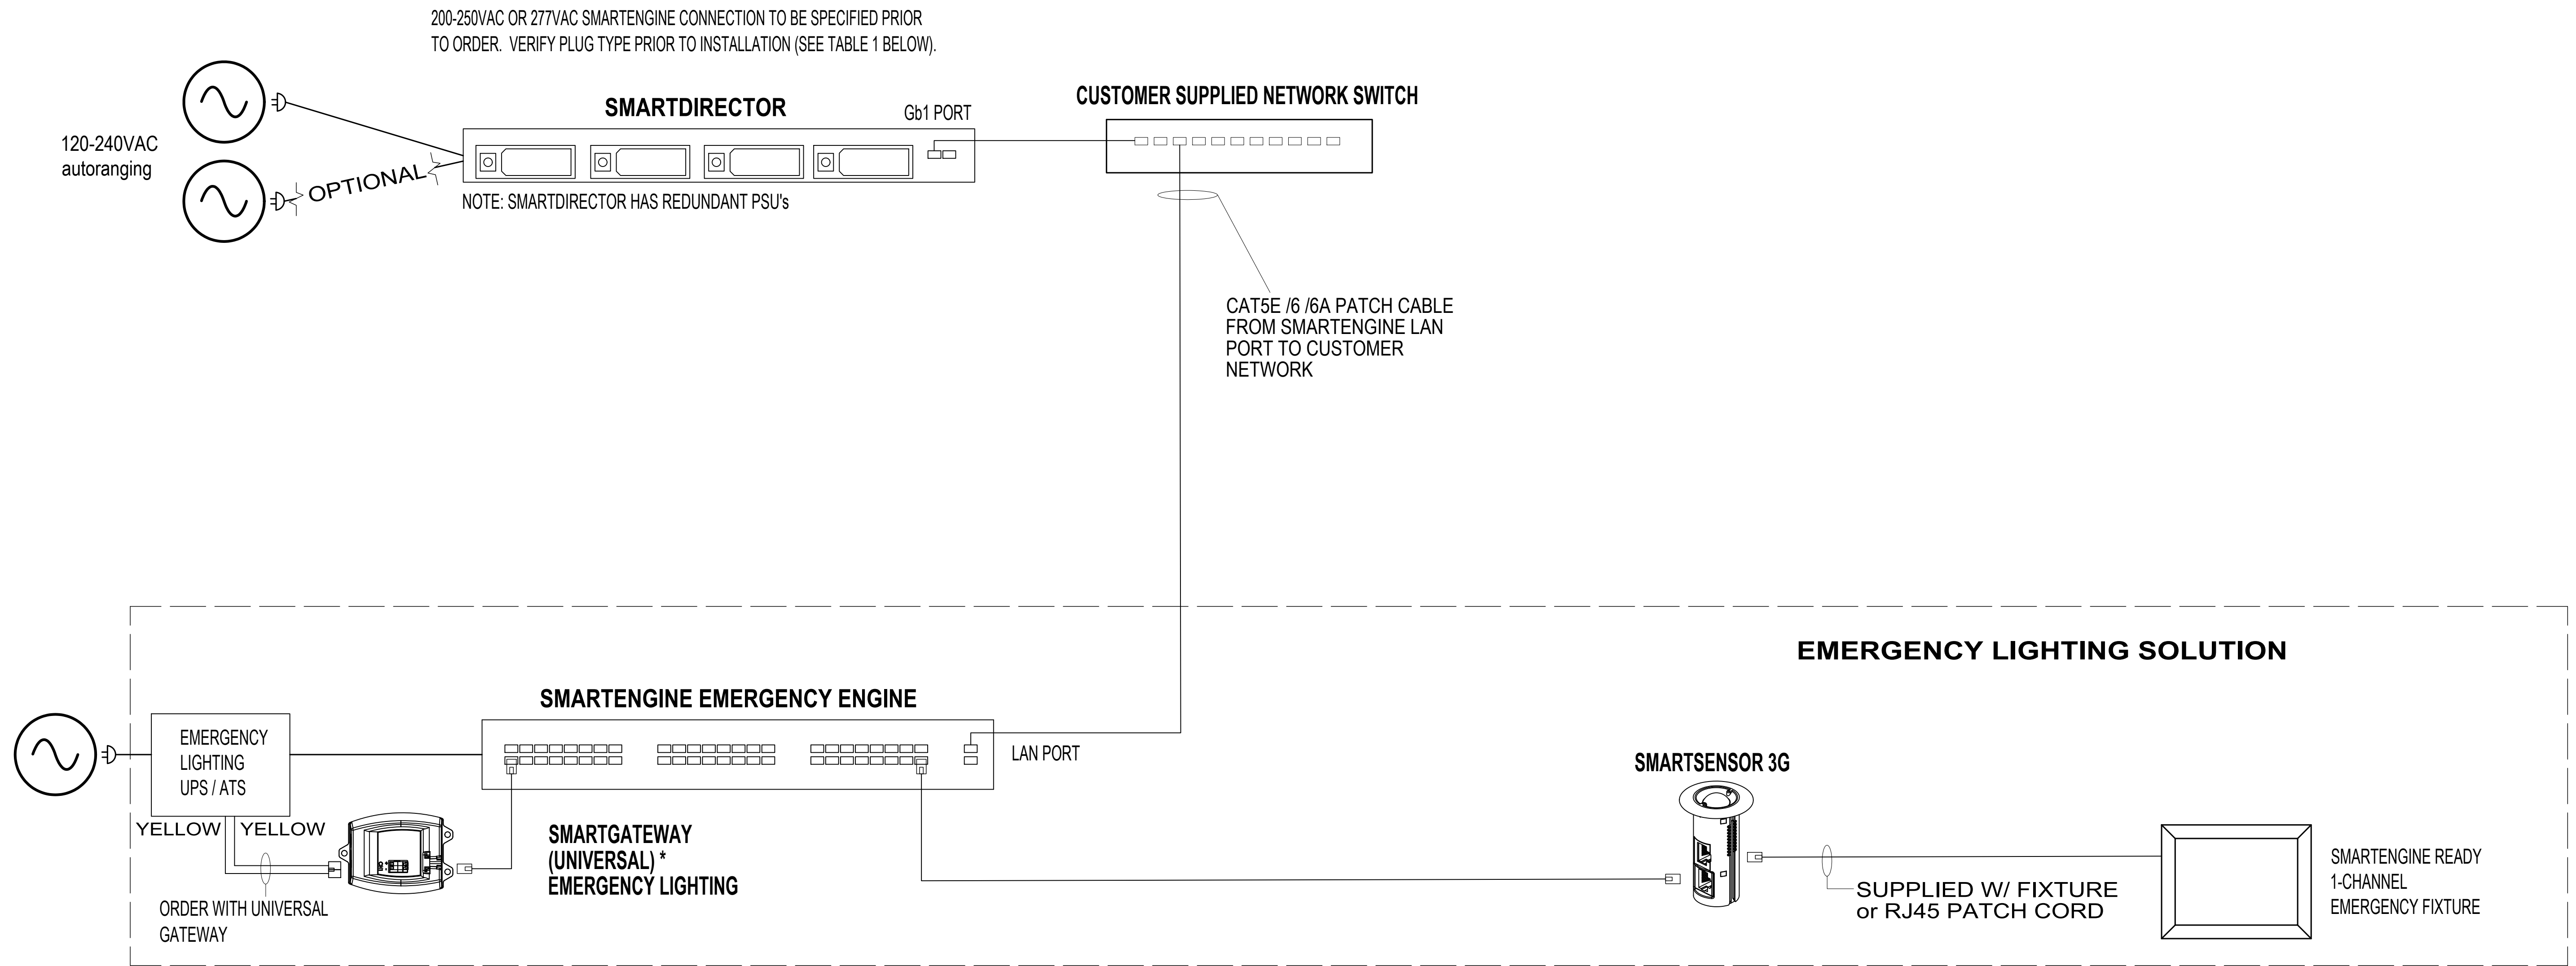 200-250VAC OR 277VAC SMARTENGINE CONNECTION TO BE SPECIFIED PRIOR
TO ORDER. VERIFY PLUG TYPE PRIOR TO INSTALLATION (SEE TABLE 1 BELOW).
120-240VAC
autoranging
OPTIONAL
SMARTDIRECTOR
Gb1 PORT
NOTE: SMARTDIRECTOR HAS REDUNDANT PSU's
CUSTOMER SUPPLIED NETWORK SWITCH
CAT5E /6 /6A PATCH CABLE
FROM SMARTENGINE LAN
PORT TO CUSTOMER
NETWORK
EMERGENCY LIGHTING SOLUTION
SMARTENGINE EMERGENCY ENGINE
EMERGENCY
LIGHTING
UPS / ATS
LAN PORT
YELLOW YELLOW
SMARTGATEWAY
(UNIVERSAL) *
EMERGENCY LIGHTING
ORDER WITH UNIVERSAL
GATEWAY
SMARTSENSOR 3G
SUPPLIED W/ FIXTURE
or RJ45 PATCH CORD
SMARTENGINE READY
1-CHANNEL
EMERGENCY FIXTURE